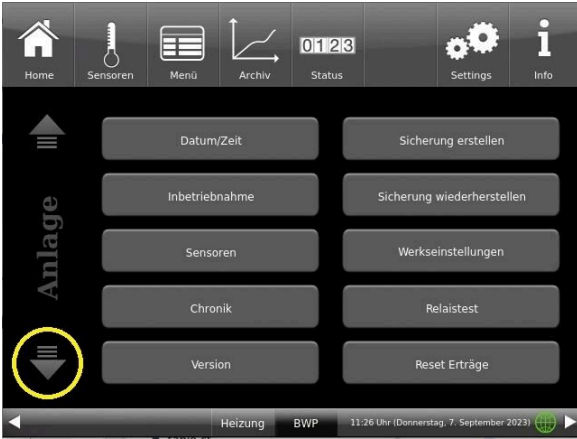 0123
Home Sensoren Menü Archiv Status Settings Info
Anlage
Datum/Zeit Sicherung erstellen
Inbetriebnahme Sicherung wiederherstellen
Sensoren Werkseinstellungen
Chronik Relaistest
Version Reset Erträge
Heizung BWP 11:26 Uhr (Donnerstag, 7. September 2023)